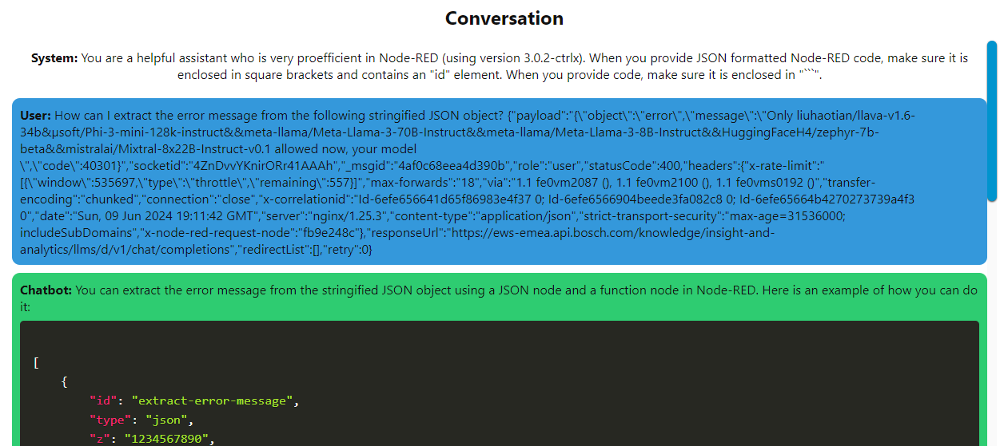 Conversation
System: You are a helpful assistant who is very proefficient in Node-RED (using version 3.0.2-ctrlx). When you provide JSON formatted Node-RED code, make sure it is
enclosed in square brackets and contains an "id" element. When you provide code, make sure it is enclosed in "```".
User: How can I extract the error message from the following stringified JSON object? {"payload":"{\"object\":\"error\",\"message\":\"Only liuhaotian/llava-v1.6-
34b&µsoft/Phi-3-mini-128k-instruct&&meta-llama/Meta-Llama-3-70B-Instruct&&meta-llama/Meta-Llama-3-8B-Instruct&&HuggingFaceH4/zephyr-7b-
beta&&mistralai/Mixtral-8x22B-Instruct-v0.1 allowed now, your model
\",\"code\":40301}","socketid":"4ZnDvvYKnirORr41AAAh","_msgid":"4af0c68eea4d390b","role":"user","statusCode":400,"headers":{"x-rate-limit":"
[{\"window\":535697,\"type\":\"throttle\",\"remaining\":557}]","max-forwards":"18","via":"1.1 fe0vm2087 (), 1.1 fe0vm2100 (), 1.1 fe0vms0192 ()","transfer-
encoding":"chunked","connection":"close","x-correlationid":"Id-6efe656641d65f86983e4f37 0; Id-6efe6566904beede3fa082c8 0; Id-6efe65664b4270273739a4f3
0","date":"Sun, 09 Jun 2024 19:11:42 GMT","server":"nginx/1.25.3","content-type":"application/json","strict-transport-security":"max-age=31536000;
includeSubDomains","x-node-red-request-node":"fb9e248c"},"responseUrl":"https://ews-emea.api.bosch.com/knowledge/insight-and-
analytics/llms/d/v1/chat/completions","redirectList":[],"retry":0}
Chatbot: You can extract the error message from the stringified JSON object using a JSON node and a function node in Node-RED. Here is an example of how you can do
it:
[
{
"id": "extract-error-message",
"type": "json",
"z": "1234567890",